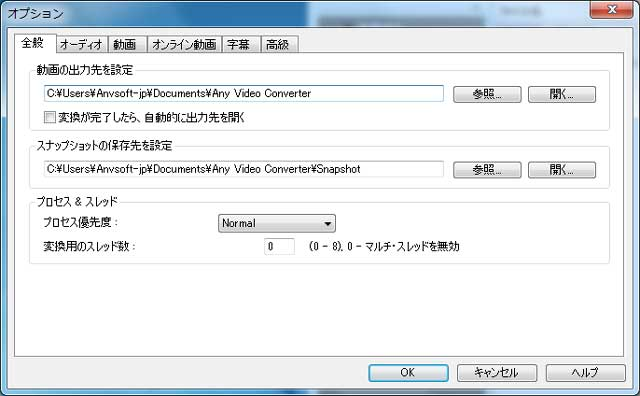 オプション
全般 オーディオ 動画 オンライン動画 字幕 高級
動画の出力先を設定
C:¥Users¥Anvsoft-jp¥Documents¥Any Video Converter 参照... 開く...
変換が完了したら、自動的に出力先を開く
スナップショットの保存先を設定
C:¥Users¥Anvsoft-jp¥Documents¥Any Video Converter¥Snapshot 参照... 開く...
プロセス & スレッド
プロセス優先度： Normal
変換用のスレッド数： 0 (0 - 8), 0 - マルチ・スレッドを無効
OK キャンセル ヘルプ